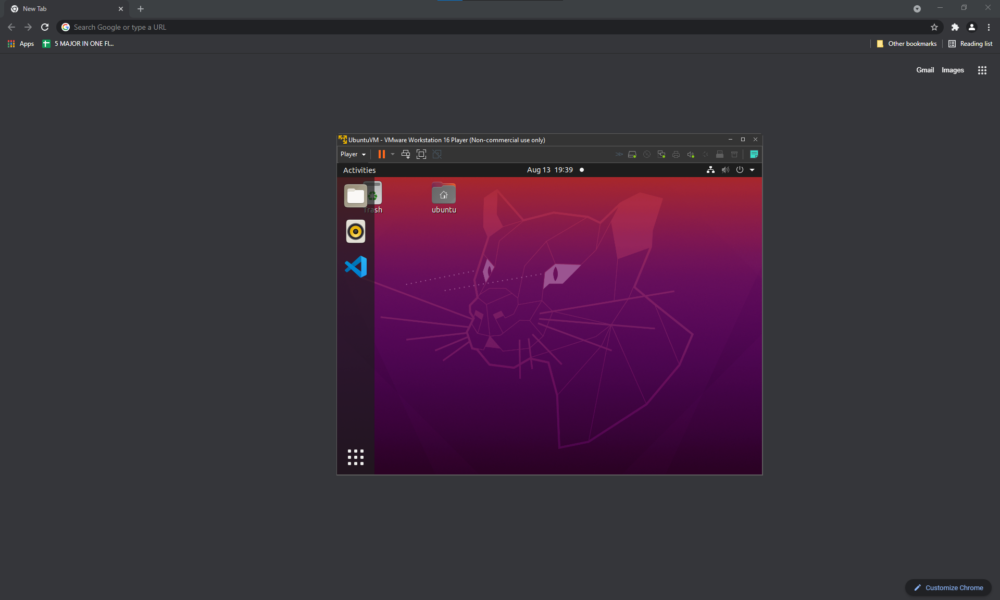 New Tab
Search Google or type a URL
Apps
5 MAJOR IN ONE FI...
Other bookmarks
Reading list
Gmail
Images
UbuntuVM - VMware Workstation 16 Player (Non-commercial use only)
Player
Activities
Aug 13 19:39
Trash
ubuntu
Customize Chrome